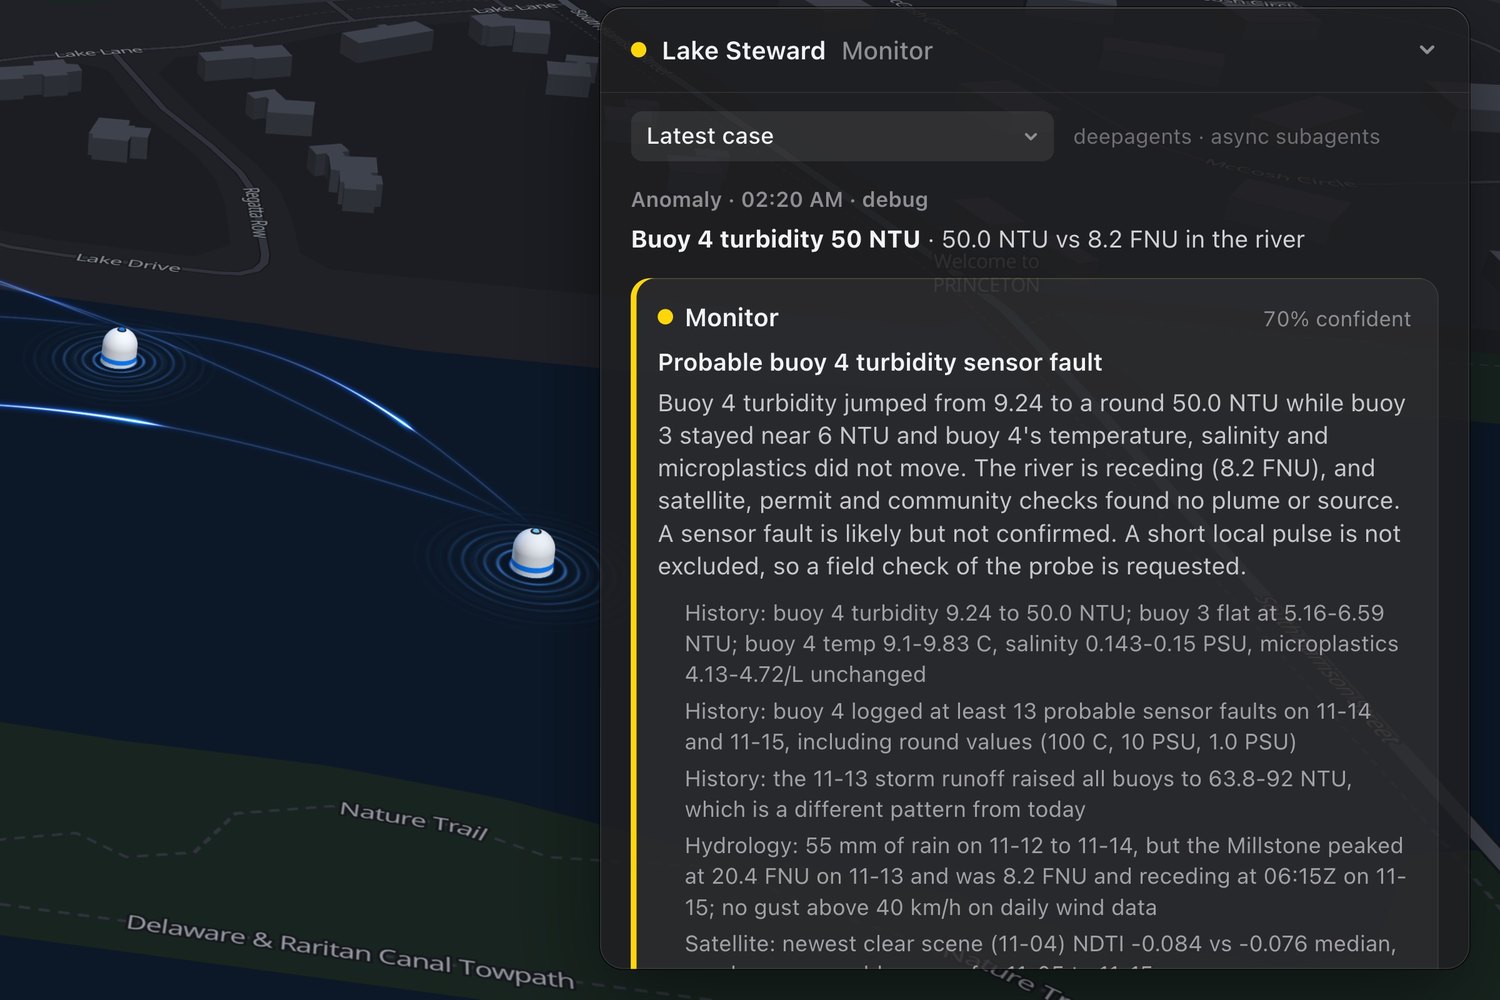 Lake Lane
Lake Lane
Regatta Row
Lake Drive
Nature Trail
Delaware & Raritan Canal Towpath
Lake Steward Monitor
Latest case
deepagents · async subagents
McCosh Circle
Anomaly · 02:20 AM · debug
Buoy 4 turbidity 50 NTU · 50.0 NTU vs 8.2 FNU in the river
Welcome to
PRINCETON
Monitor
70% confident
Probable buoy 4 turbidity sensor fault
Buoy 4 turbidity jumped from 9.24 to a round 50.0 NTU while buoy
3 stayed near 6 NTU and buoy 4's temperature, salinity and
microplastics did not move. The river is receding (8.2 FNU), and
satellite, permit and community checks found no plume or source.
A sensor fault is likely but not confirmed. A short local pulse is not
excluded, so a field check of the probe is requested.
History: buoy 4 turbidity 9.24 to 50.0 NTU; buoy 3 flat at 5.16-6.59
NTU; buoy 4 temp 9.1-9.83 C, salinity 0.143-0.15 PSU, microplastics
4.13-4.72/L unchanged
History: buoy 4 logged at least 13 probable sensor faults on 11-14
and 11-15, including round values (100 C, 10 PSU, 1.0 PSU)
History: the 11-13 storm runoff raised all buoys to 63.8-92 NTU,
which is a different pattern from today
Hydrology: 55 mm of rain on 11-12 to 11-14, but the Millstone peaked
at 20.4 FNU on 11-13 and was 8.2 FNU and receding at 06:15Z on 11-
15; no gust above 40 km/h on daily wind data
Satellite: newest clear scene (11-04) NDTI -0.084 vs -0.076 median,